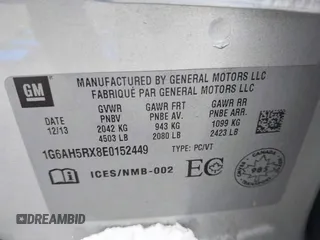 MANUFACTURED BY GENERAL MOTORS LLC
FABRIQUÉ PAR GENERAL MOTORS LLC
GM
DATE
12/13
GVWR
PNBV
2042 KG
4503 LB
GAWR FRT
PNBE AV.
943 KG
2080 LB
GAWR RR
PNBE ARR.
1099 KG
2423 LB
1G6AH5RX8E0152449
TYPE: PC/VT
ICES/NMB-002
EC
CANADA
DREAMBID